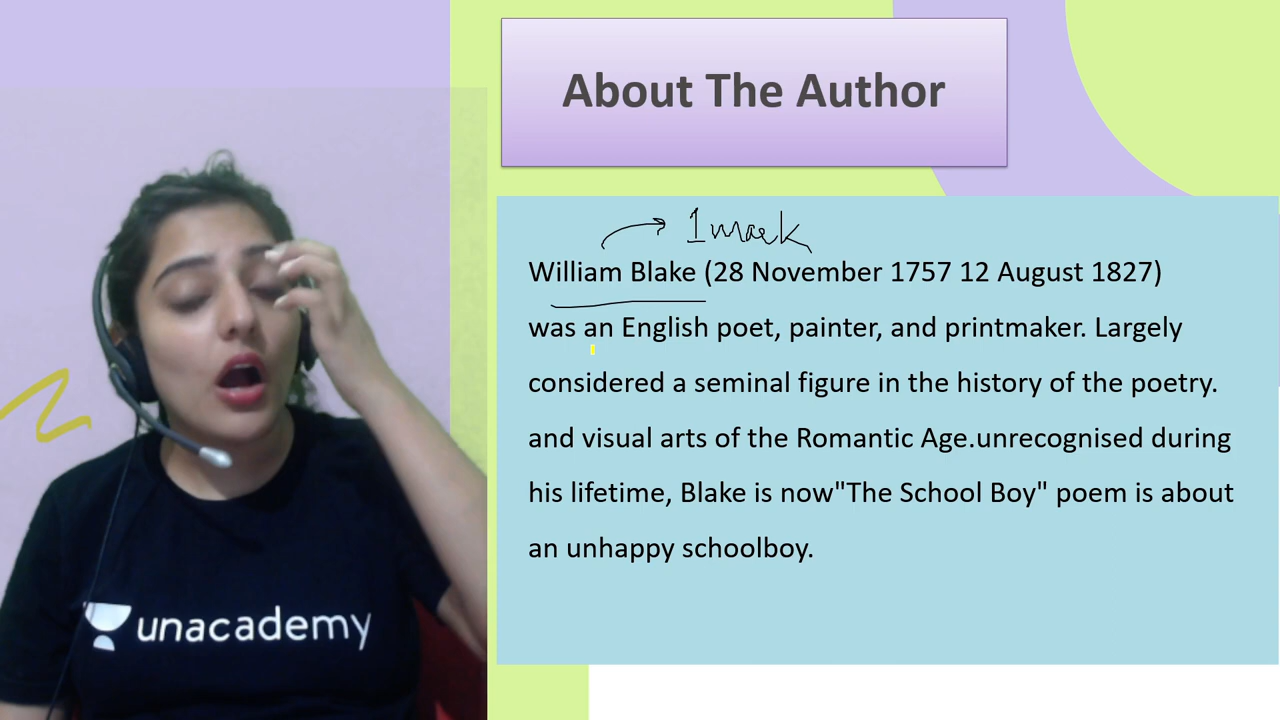 About The Author
1 mark
William Blake (28 November 1757 12 August 1827)
was an English poet, painter, and printmaker. Largely
considered a seminal figure in the history of the poetry.
and visual arts of the Romantic Age.unrecognised during
his lifetime, Blake is now"The School Boy" poem is about
an unhappy schoolboy.
unacademy